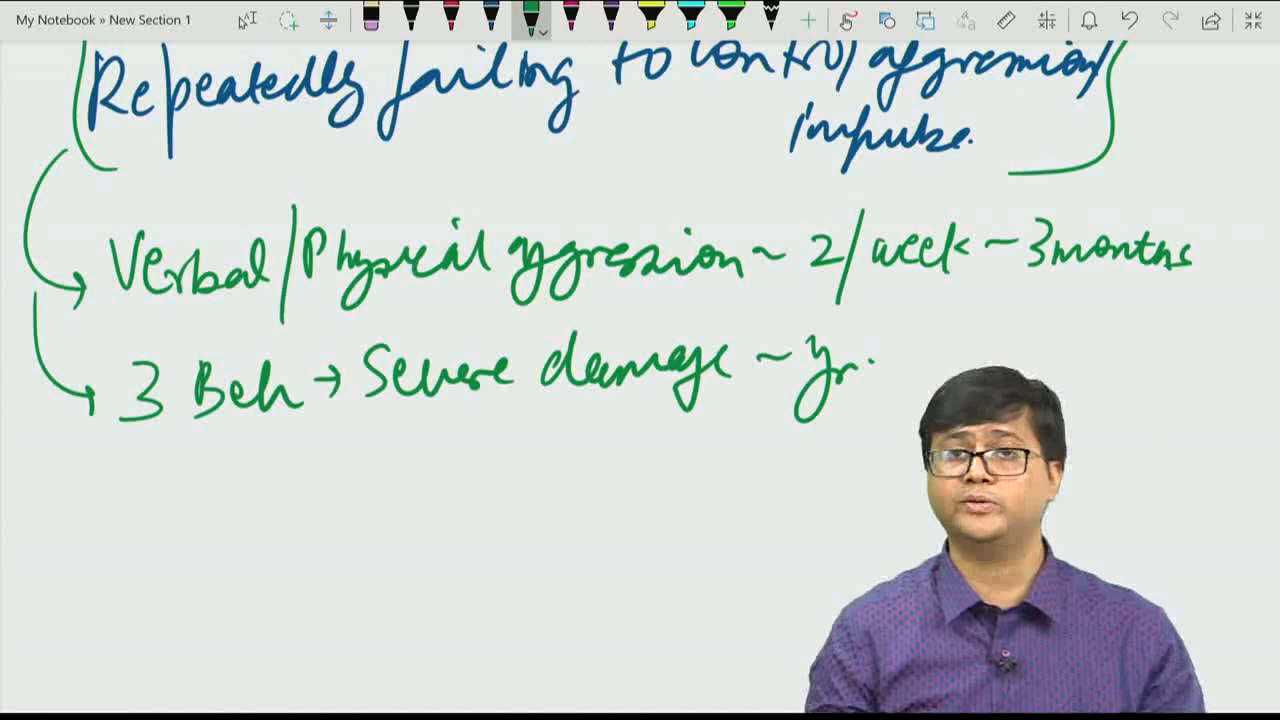 My Notebook » New Section 1
Repeatedly failing to control aggression/
impulse.
Verbal/Physical aggression ~ 2/week ~ 3 months
3 Beh → Severe damage ~ yr.